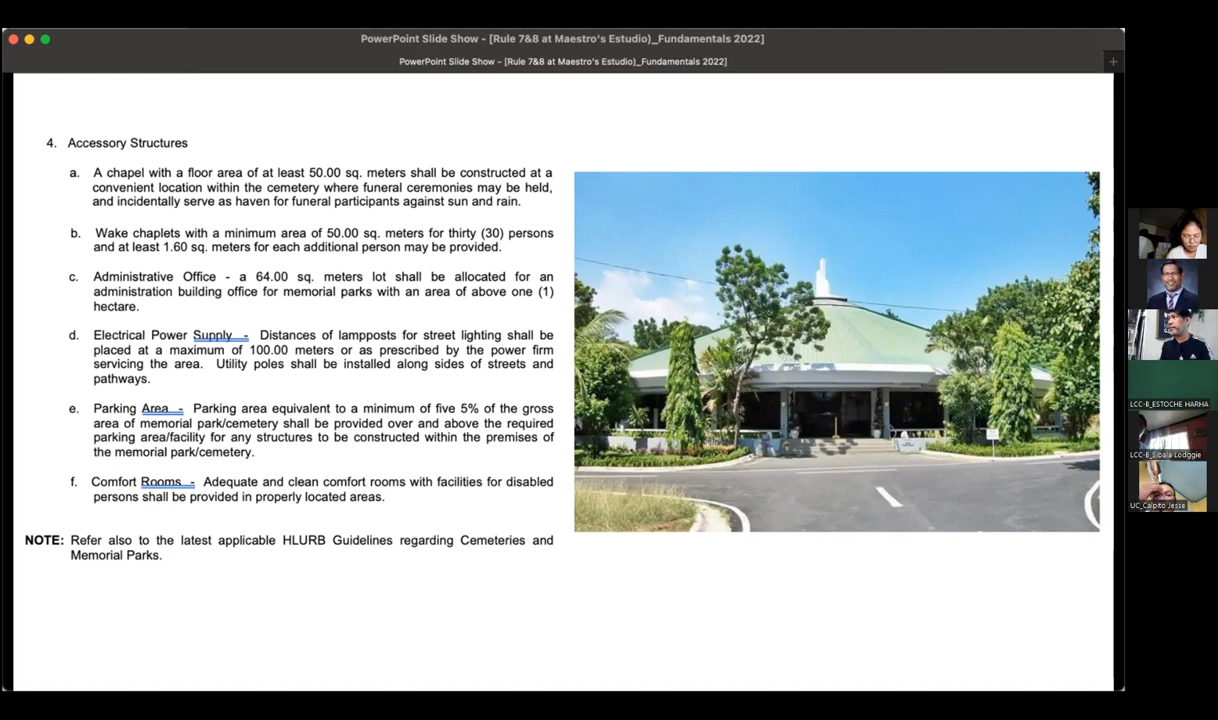 PowerPoint Slide Show - [Rule 7&8 at Maestro's Estudio)_Fundamentals 2022]
PowerPoint Slide Show - [Rule 7&8 at Maestro's Estudio)_Fundamentals 2022]
4. Accessory Structures
a. A chapel with a floor area of at least 50.00 sq. meters shall be constructed at a
convenient location within the cemetery where funeral ceremonies may be held,
and incidentally serve as haven for funeral participants against sun and rain.
b. Wake chaplets with a minimum area of 50.00 sq. meters for thirty (30) persons
and at least 1.60 sq. meters for each additional person may be provided.
c. Administrative Office - a 64.00 sq. meters lot shall be allocated for an
administration building office for memorial parks with an area of above one (1)
hectare.
d. Electrical Power Supply - Distances of lampposts for street lighting shall be
placed at a maximum of 100.00 meters or as prescribed by the power firm
servicing the area. Utility poles shall be installed along sides of streets and
pathways.
e. Parking Area - Parking area equivalent to a minimum of five 5% of the gross
area of memorial park/cemetery shall be provided over and above the required
parking area/facility for any structures to be constructed within the premises of
the memorial park/cemetery.
f. Comfort Rooms - Adequate and clean comfort rooms with facilities for disabled
persons shall be provided in properly located areas.
NOTE: Refer also to the latest applicable HLURB Guidelines regarding Cemeteries and
Memorial Parks.
LCC-B_ESTOCHE HARHA
LCC-B_Sibala Lodggie
UC_Calpito Jesse